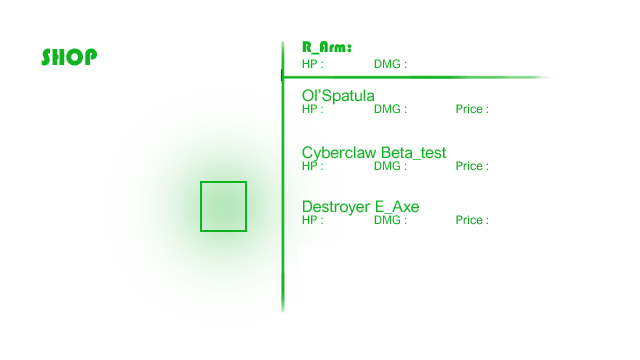 SHOP
R_Arm:
HP : DMG :
Ol'Spatula
HP : DMG : Price :
Cyberclaw Beta_test
HP : DMG : Price :
Destroyer E_Axe
HP : DMG : Price :